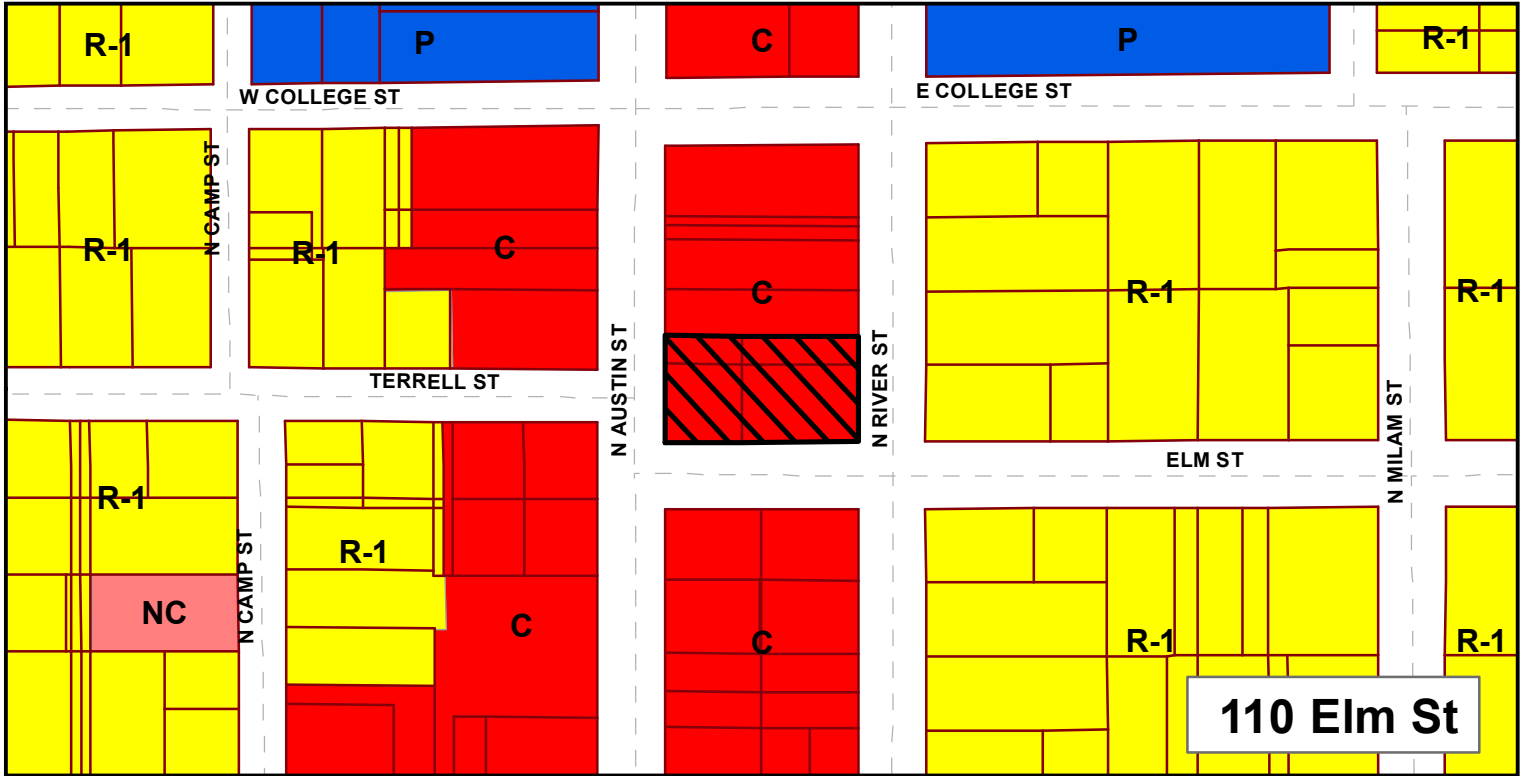 R-1
P
C
P
R-1
W COLLEGE ST
E COLLEGE ST
N CAMP ST
R-1
R-1
C
C
R-1
R-1
TERRELL ST
N AUSTIN ST
N RIVER ST
N MILAM ST
ELM ST
R-1
R-1
NC
N CAMP ST
C
C
R-1
R-1
110 Elm St